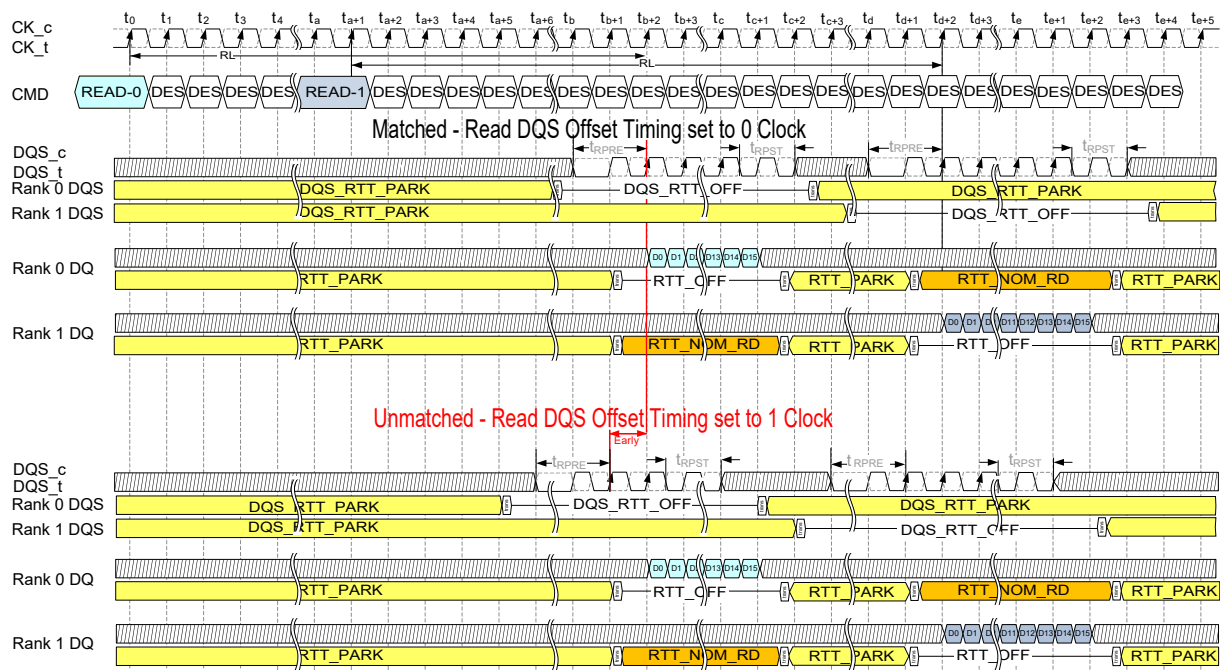 t0 t1 t2 t3 t4 ta ta+1 ta+2 ta+3 ta+4 ta+5 ta+6 tb tb+1 tb+2 tb+3 tc tc+1 tc+2 tc+3 td td+1 td+2 td+3 te te+1 te+2 te+3 te+4 te+5
CK_c
CK_t
RL
RL
CMD READ-0 DES DES DES DES READ-1 DES DES DES DES DES DES DES DES DES DES DES DES DES DES DES DES DES DES DES DES DES DES
Matched - Read DQS Offset Timing set to 0 Clock
DQS_c tRPRE tRPST tRPRE tRPST
DQS_t
Rank 0 DQS DQS_RTT_PARK DQS_RTT_OFF DQS_RTT_PARK
Rank 1 DQS DQS_RTT_PARK DQS_RTT_OFF
D0 D1 D2 D13 D14 D15
Rank 0 DQ RTT_PARK RTT_OFF RTT_PARK RTT_NOM_RD RTT_PARK
D0 D1 D11 D12 D13 D14 D15
Rank 1 DQ RTT_PARK RTT_NOM_RD RTT_PARK RTT_OFF RTT_PARK
Unmatched - Read DQS Offset Timing set to 1 Clock
Early
DQS_c tRPRE tRPST tRPRE tRPST
DQS_t
Rank 0 DQS DQS_RTT_PARK DQS_RTT_OFF DQS_RTT_PARK
Rank 1 DQS DQS_RTT_PARK DQS_RTT_OFF
D0 D1 D2 D13 D14 D15
Rank 0 DQ RTT_PARK RTT_OFF RTT_PARK RTT_NOM_RD RTT_PARK
D0 D1 D11 D12 D13 D14 D15
Rank 1 DQ RTT_PARK RTT_NOM_RD RTT_PARK RTT_OFF RTT_PARK